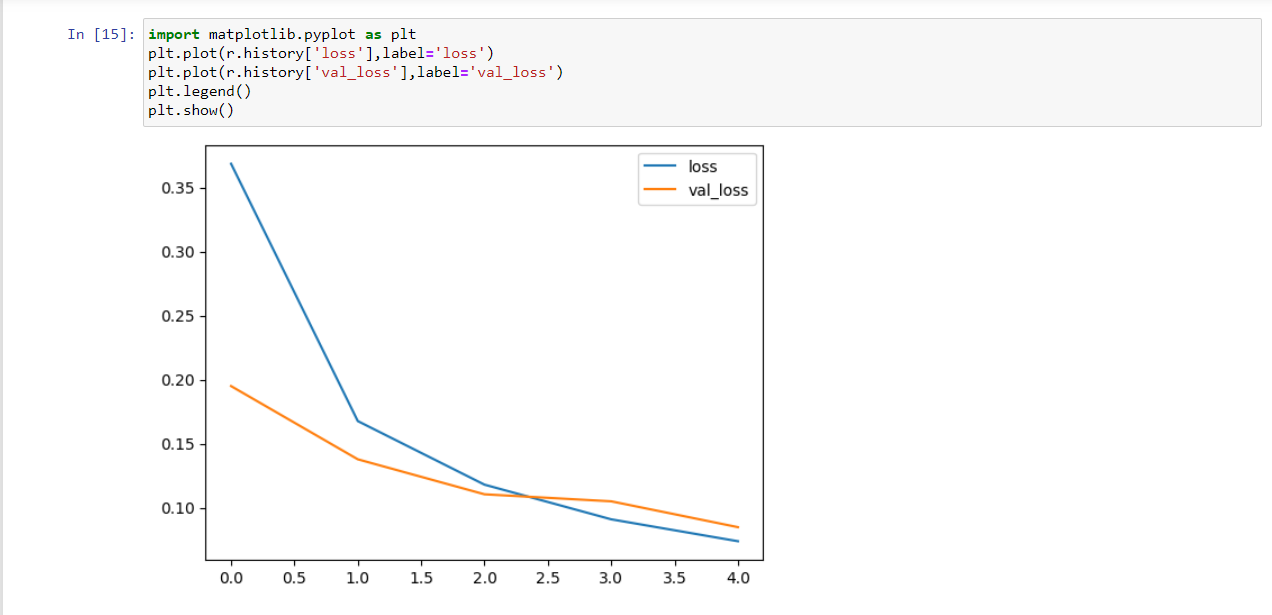 In [15]: import matplotlib.pyplot as plt
plt.plot(r.history['loss'],label='loss')
plt.plot(r.history['val_loss'],label='val_loss')
plt.legend()
plt.show()
loss
val_loss
0.35
0.30
0.25
0.20
0.15
0.10
0.0 0.5 1.0 1.5 2.0 2.5 3.0 3.5 4.0